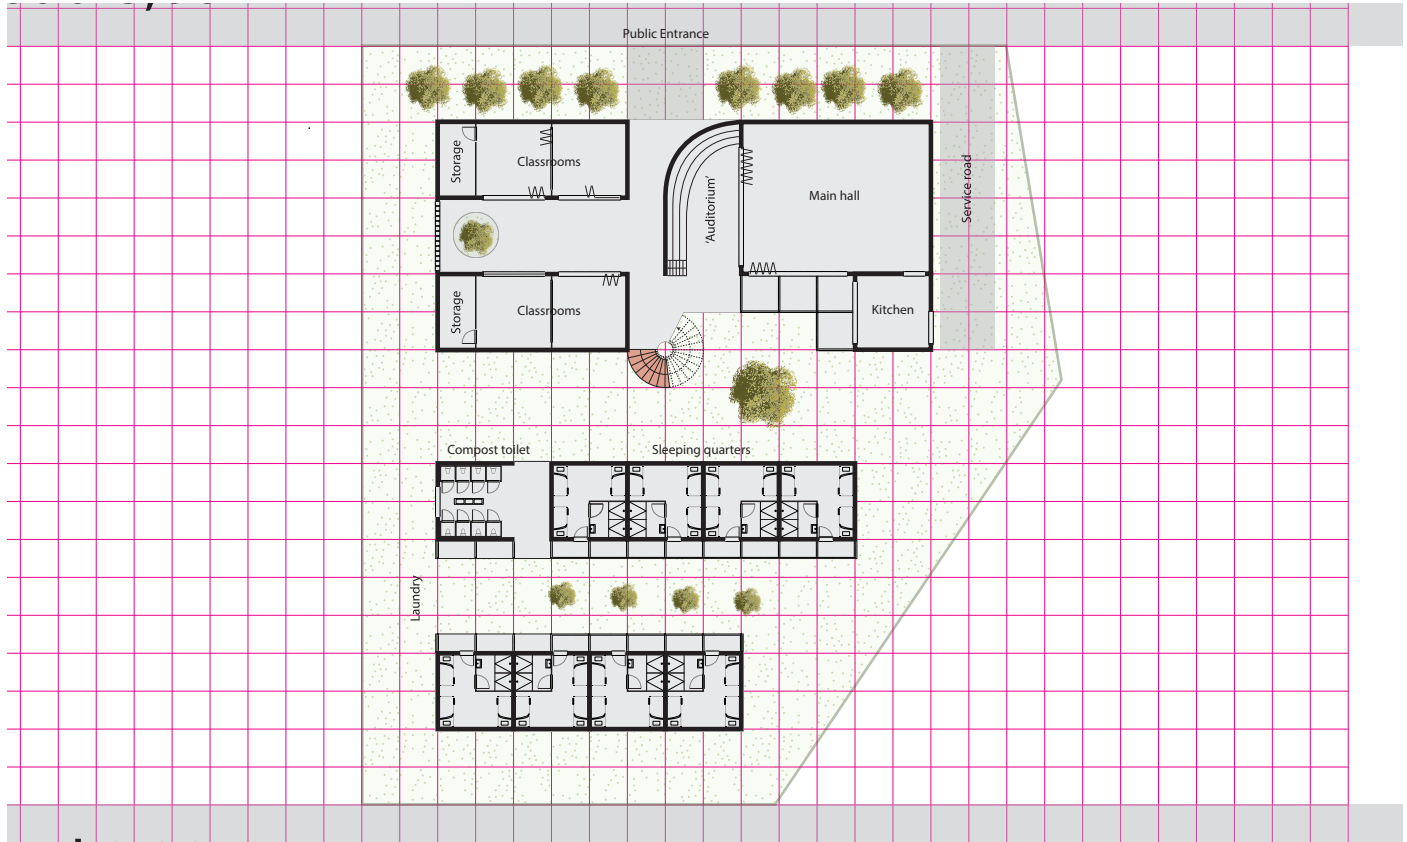 Public Entrance
Storage
Classrooms
'Auditorium'
Main hall
Service road
Storage
Classrooms
Kitchen
Compost toilet
Sleeping quarters
Laundry